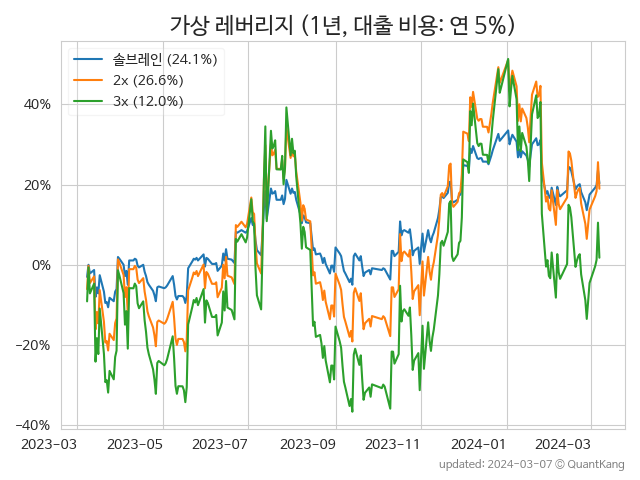 가상 레버리지 (1년, 대출 비용: 연 5%)
솔브레인 (24.1%)
2x (26.6%)
3x (12.0%)
40%
20%
0%
−20%
−40%
2023-03 2023-05 2023-07 2023-09 2023-11 2024-01 2024-03
updated: 2024-03-07 © QuantKang